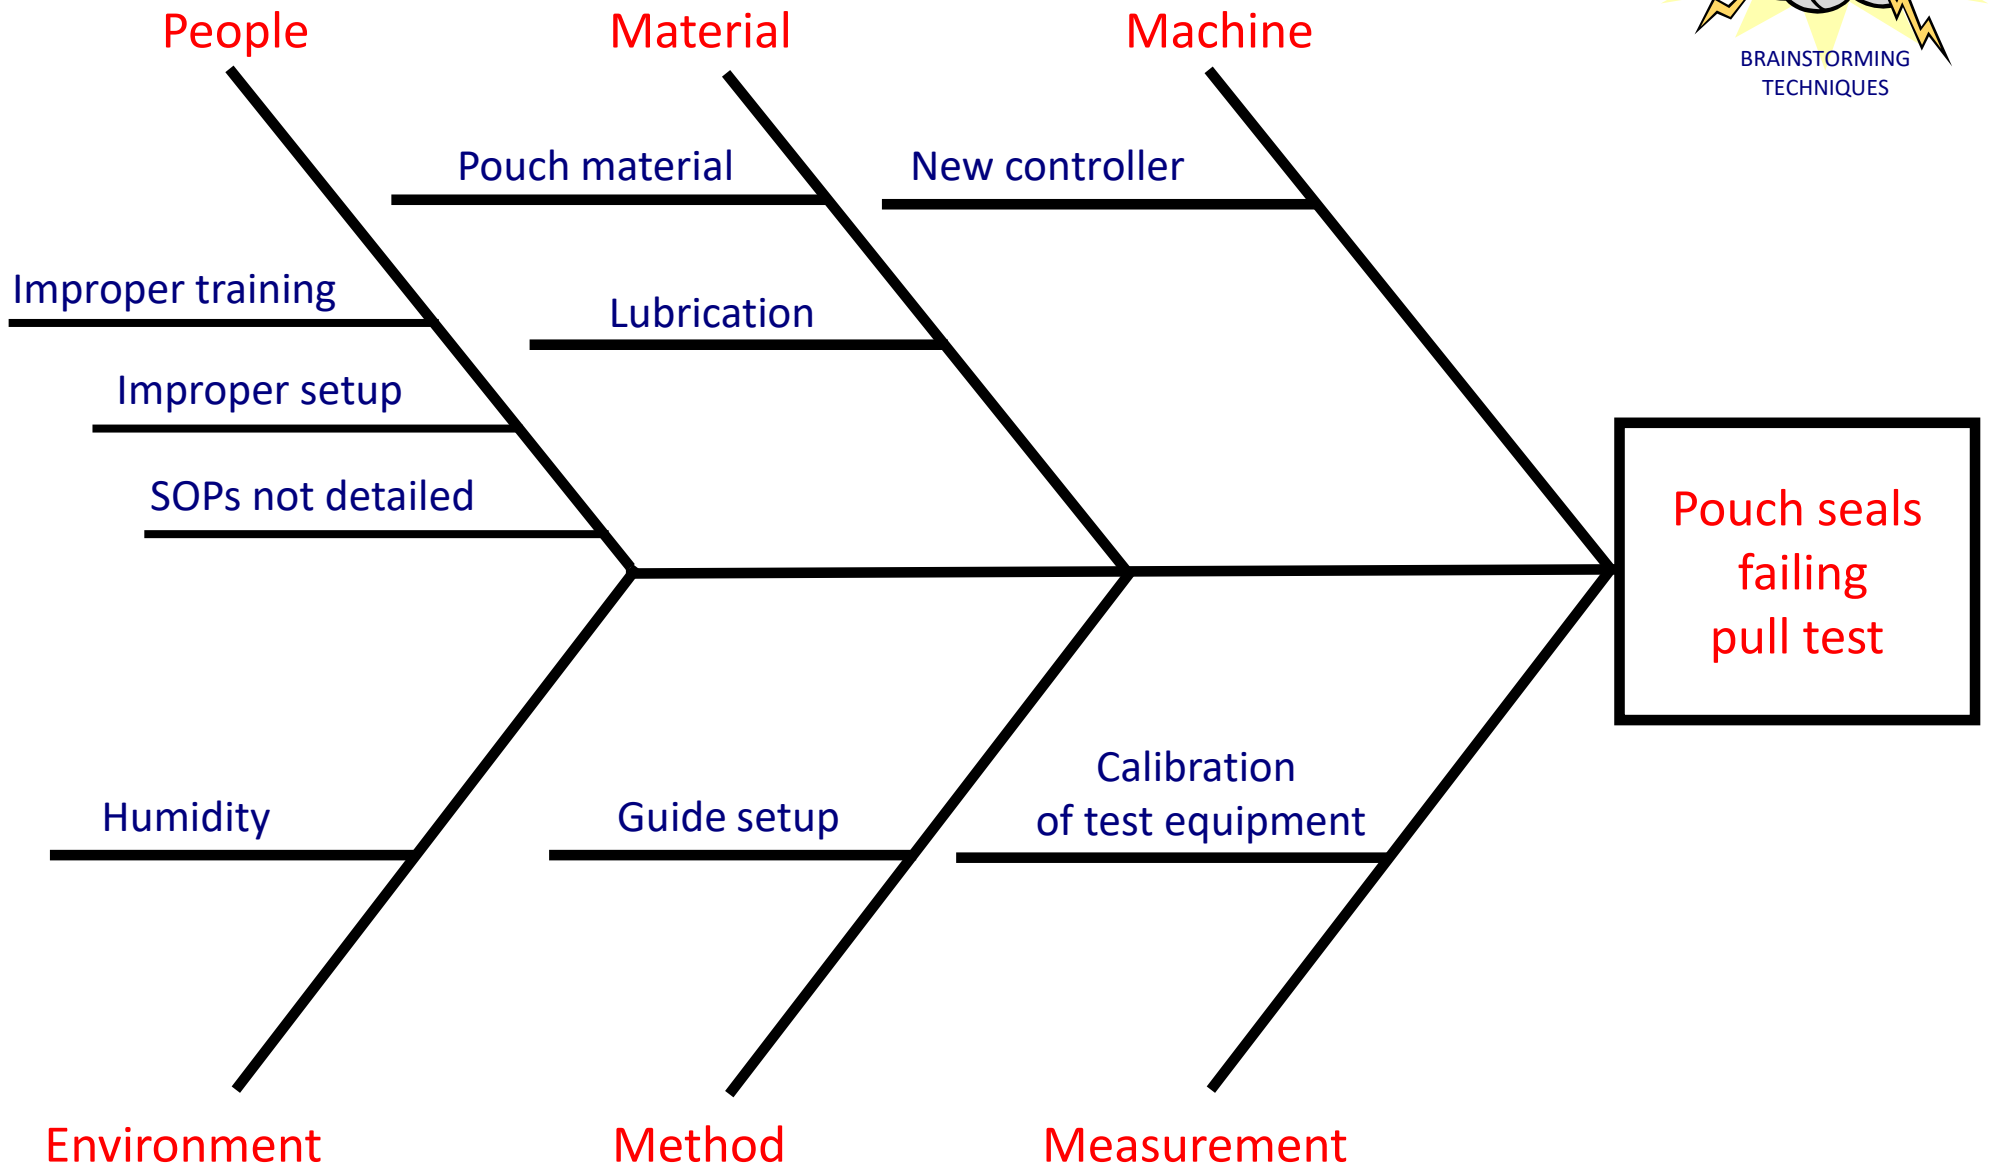 People
Material
Machine
BRAINSTORMING
TECHNIQUES
Pouch material
New controller
Improper training
Lubrication
Improper setup
SOPs not detailed
Pouch seals
failing
pull test
Humidity
Guide setup
Calibration
of test equipment
Environment
Method
Measurement